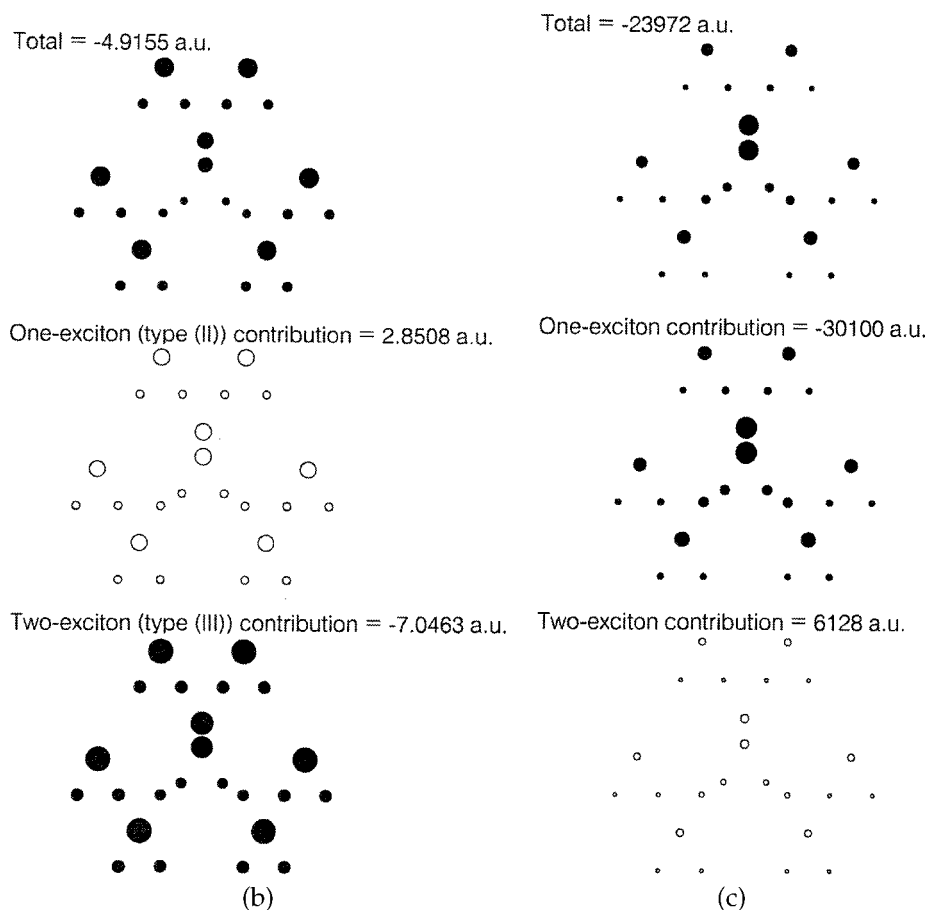 Total = -4.9155 a.u.
One-exciton (type (II)) contribution = 2.8508 a.u.
Two-exciton (type (III)) contribution = -7.0463 a.u.
(b)
Total = -23972 a.u.
One-exciton contribution = -30100 a.u.
Two-exciton contribution = 6128 a.u.
(c)